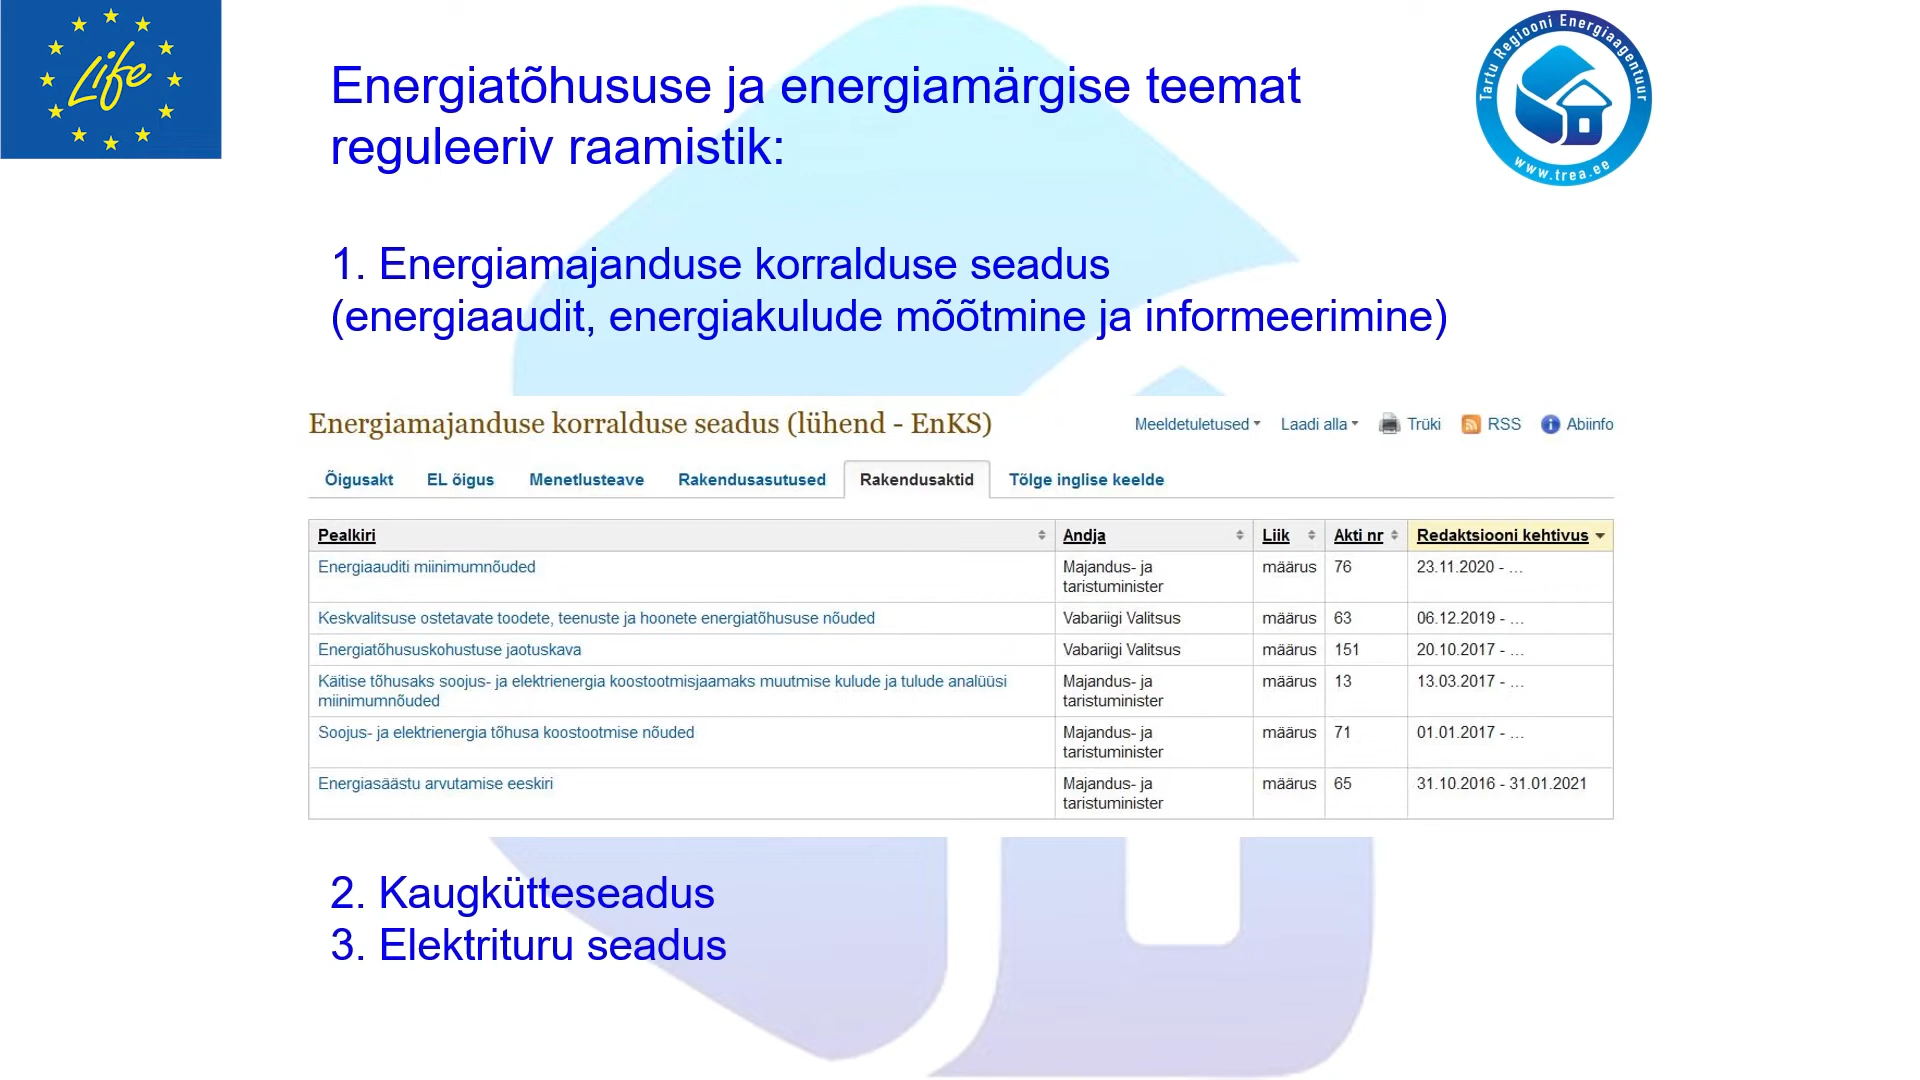 Life
Tartu Regiooni Energiaagentuur
www.trea.ee
Energiatõhususe ja energiamärgise teemat
reguleeriv raamistik:
1. Energiamajanduse korralduse seadus
(energiaaudit, energiakulude mõõtmine ja informeerimine)
Energiamajanduse korralduse seadus (lühend - EnKS)
Meeldetuletused Laadi alla Trüki RSS Abiinfo
Õigusakt EL õigus Menetlusteave Rakendusasutused Rakendusaktid Tõlge inglise keelde
Pealkiri Andja Liik Akti nr Redaktsiooni kehtivus
Energiaauditi miinimumnõuded Majandus- ja määrus 76 23.11.2020 - ...
taristuminister
Keskvalitsuse ostetavate toodete, teenuste ja hoonete energiatõhususe nõuded Vabariigi Valitsus määrus 63 06.12.2019 - ...
Energiatõhususkohustuse jaotuskava Vabariigi Valitsus määrus 151 20.10.2017 - ...
Käitise tõhusaks soojus- ja elektrienergia koostootmisjaamaks muutmise kulude ja tulude analüüsi Majandus- ja määrus 13 13.03.2017 - ...
miinimumnõuded taristuminister
Soojus- ja elektrienergia tõhusa koostootmise nõuded Majandus- ja määrus 71 01.01.2017 - ...
taristuminister
Energiasäästu arvutamise eeskiri Majandus- ja määrus 65 31.10.2016 - 31.01.2021
taristuminister
2. Kaugkütteseadus
3. Elektrituru seadus